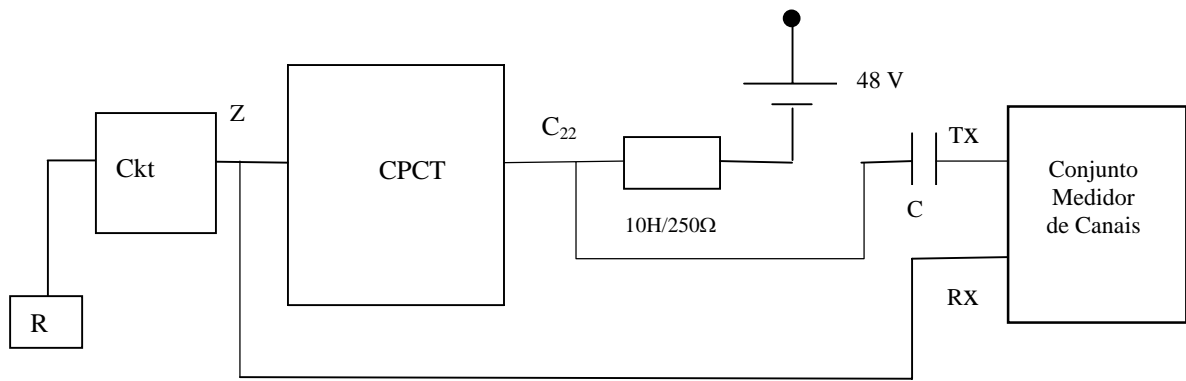 48 V
Z
C₂₂
TX
Ckt
CPCT
Conjunto
Medidor
de Canais
C
10H/250Ω
RX
R